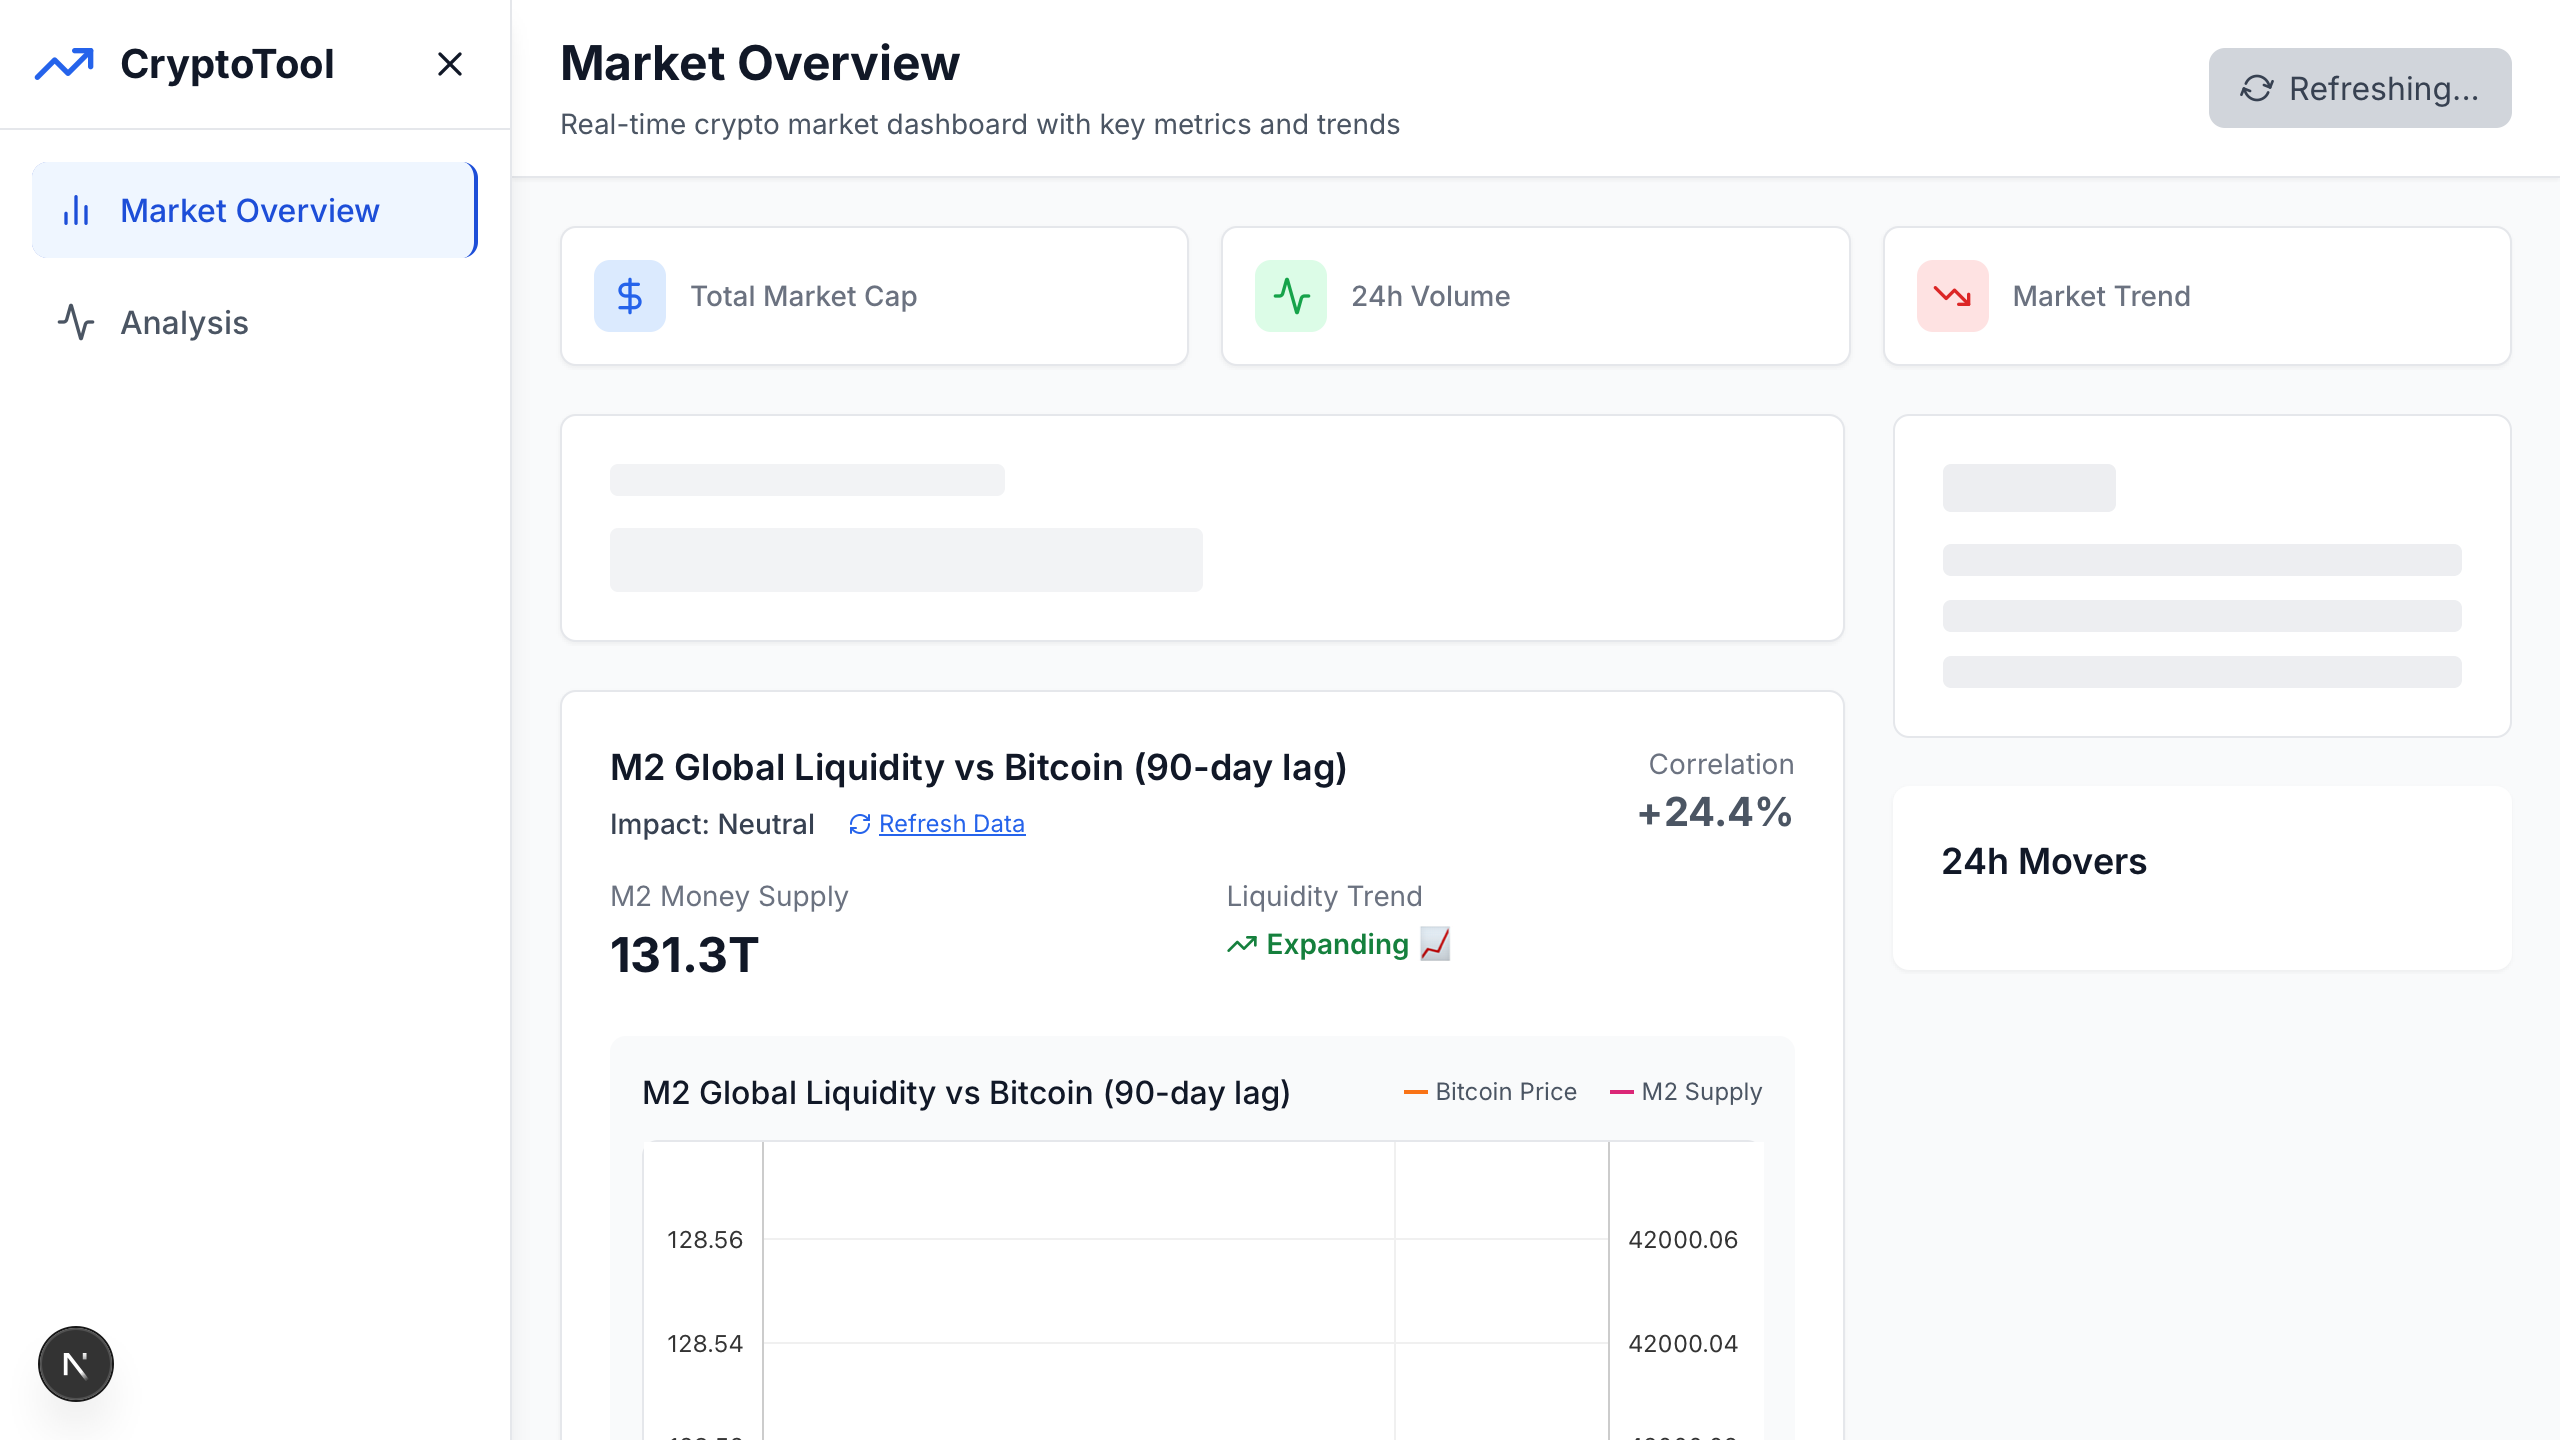 CryptoTool
Market Overview
Analysis
Market Overview
Real-time crypto market dashboard with key metrics and trends
Refreshing...
Total Market Cap
24h Volume
Market Trend
M2 Global Liquidity vs Bitcoin (90-day lag)
Impact: Neutral
Refresh Data
Correlation
+24.4%
M2 Money Supply
131.3T
Liquidity Trend
Expanding
24h Movers
M2 Global Liquidity vs Bitcoin (90-day lag)
Bitcoin Price
M2 Supply
128.56
42000.06
128.54
42000.04